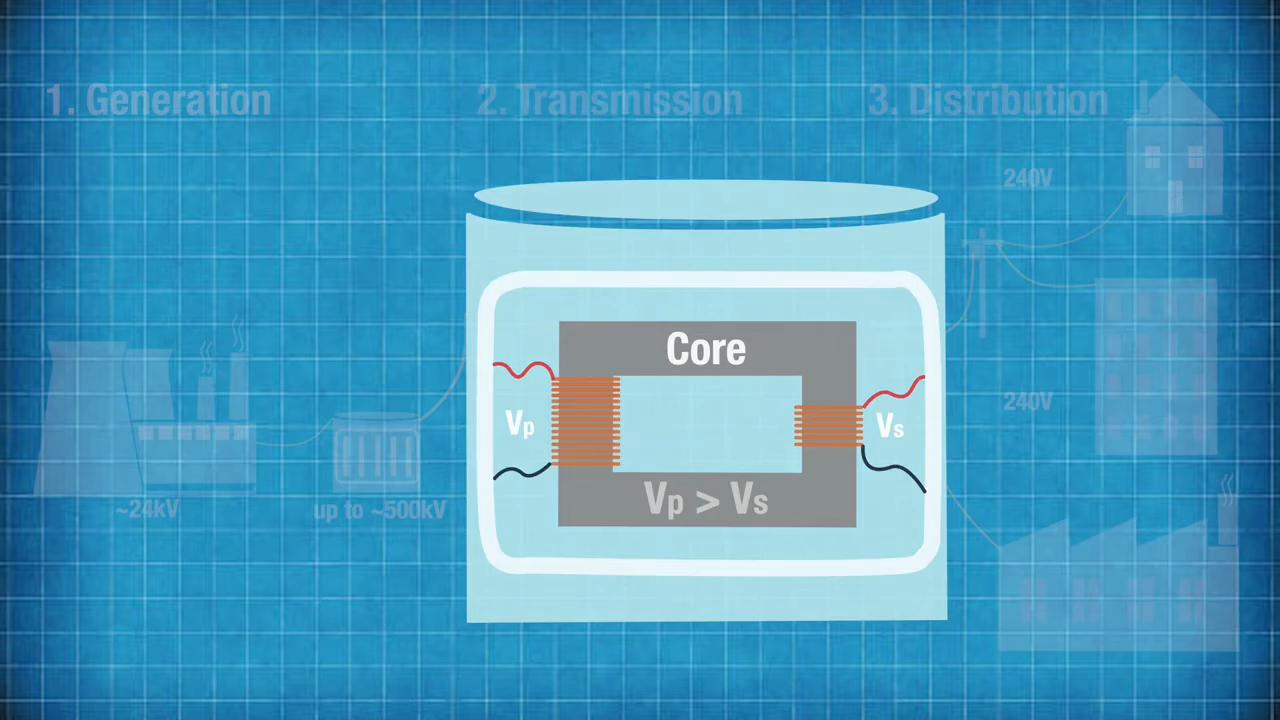 1. Generation
2. Transmission
3. Distribution
240V
Core
Vp
Vs
240V
Vp > Vs
~24kV
up to ~500kV